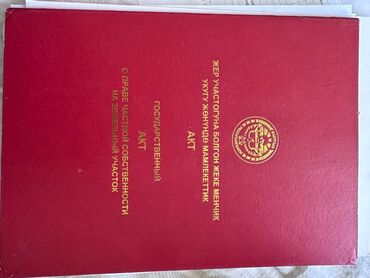 ЖЕР УЧАСТОГУНА БОЛГОН ЖЕКЕ МЕНЧИК
УКУГУ ЖӨНҮНДӨ МАМЛЕКЕТТИК
АКТ
ГОСУДАРСТВЕННЫЙ
АКТ
О ПРАВЕ ЧАСТНОЙ СОБСТВЕННОСТИ
НА ЗЕМЕЛЬНЫЙ УЧАСТОК